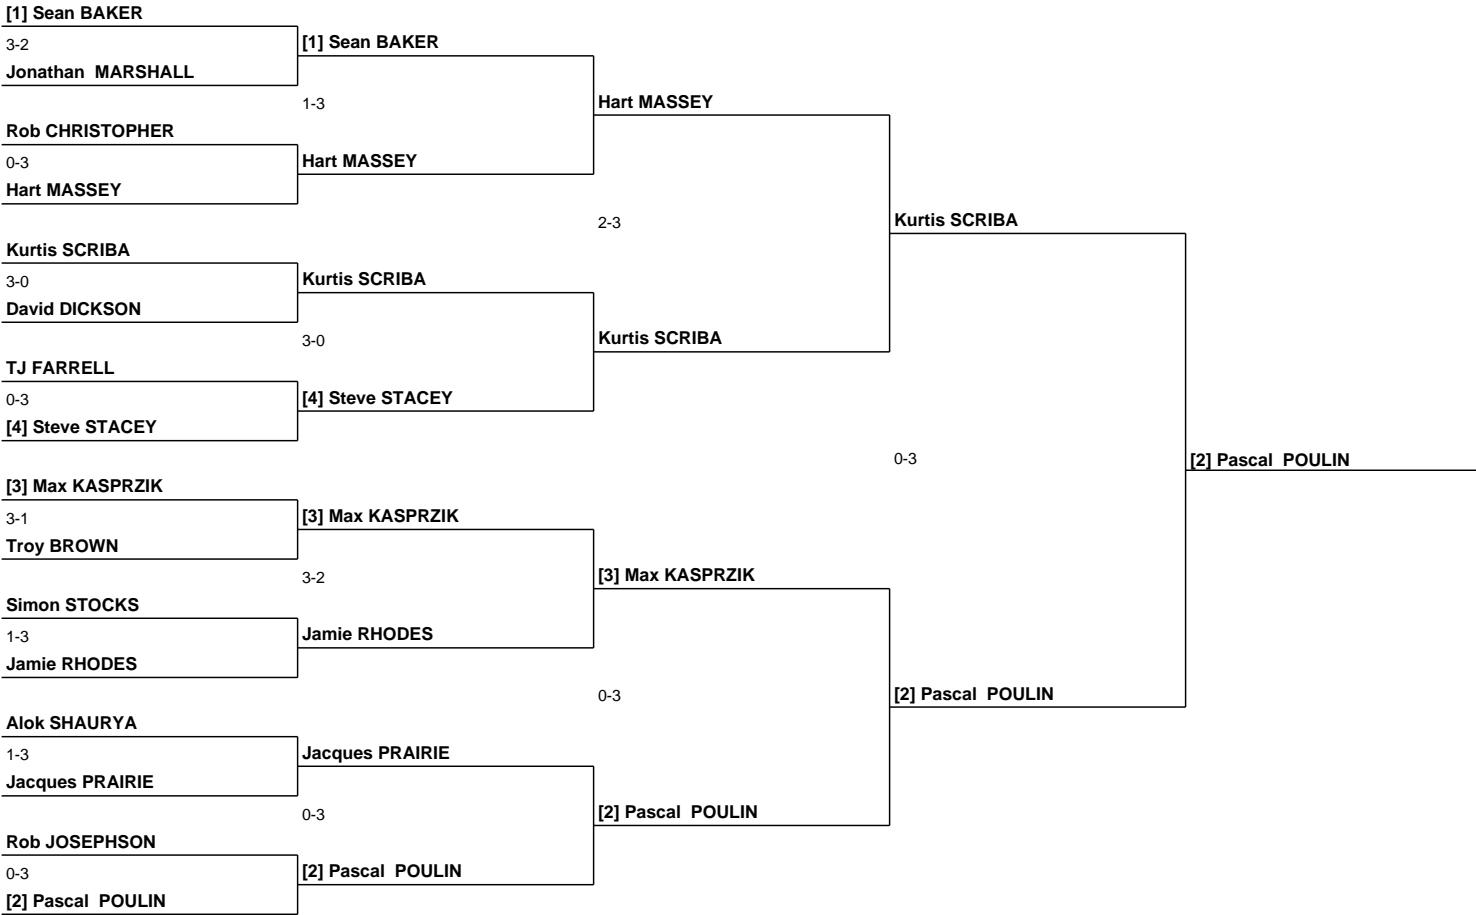 [1] Sean BAKER
3-2
[1] Sean BAKER
Jonathan  MARSHALL
1-3
Hart MASSEY
Rob CHRISTOPHER
0-3
Hart MASSEY
Hart MASSEY
2-3
Kurtis SCRIBA
Kurtis SCRIBA
3-0
Kurtis SCRIBA
David DICKSON
3-0
Kurtis SCRIBA
TJ FARRELL
0-3
[4] Steve STACEY
[4] Steve STACEY
0-3
[2] Pascal  POULIN
[3] Max KASPRZIK
3-1
[3] Max KASPRZIK
Troy BROWN
3-2
[3] Max KASPRZIK
Simon STOCKS
1-3
Jamie RHODES
Jamie RHODES
0-3
[2] Pascal  POULIN
Alok SHAURYA
1-3
Jacques PRAIRIE
Jacques PRAIRIE
0-3
[2] Pascal  POULIN
Rob JOSEPHSON
0-3
[2] Pascal  POULIN
[2] Pascal  POULIN